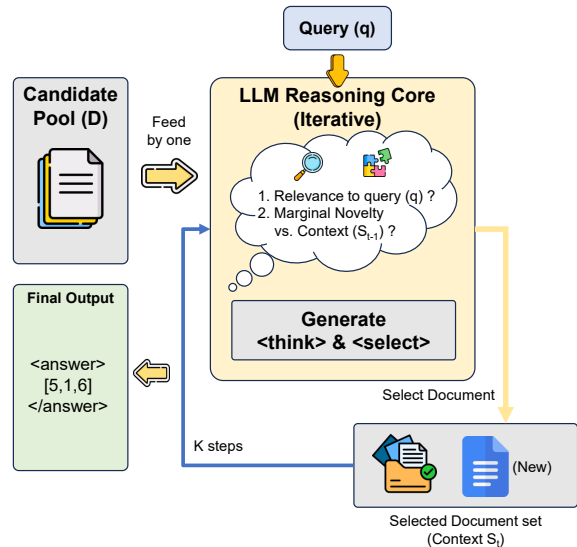 Query (q)
Candidate
Pool (D)
Feed
by one
LLM Reasoning Core
(Iterative)
1. Relevance to query (q) ?
2. Marginal Novelty
vs. Context (S_{t-1}) ?
Generate
<think> & <select>
Final Output
<answer>
[5,1,6]
</answer>
Select Document
K steps
(New)
Selected Document set
(Context S_t)